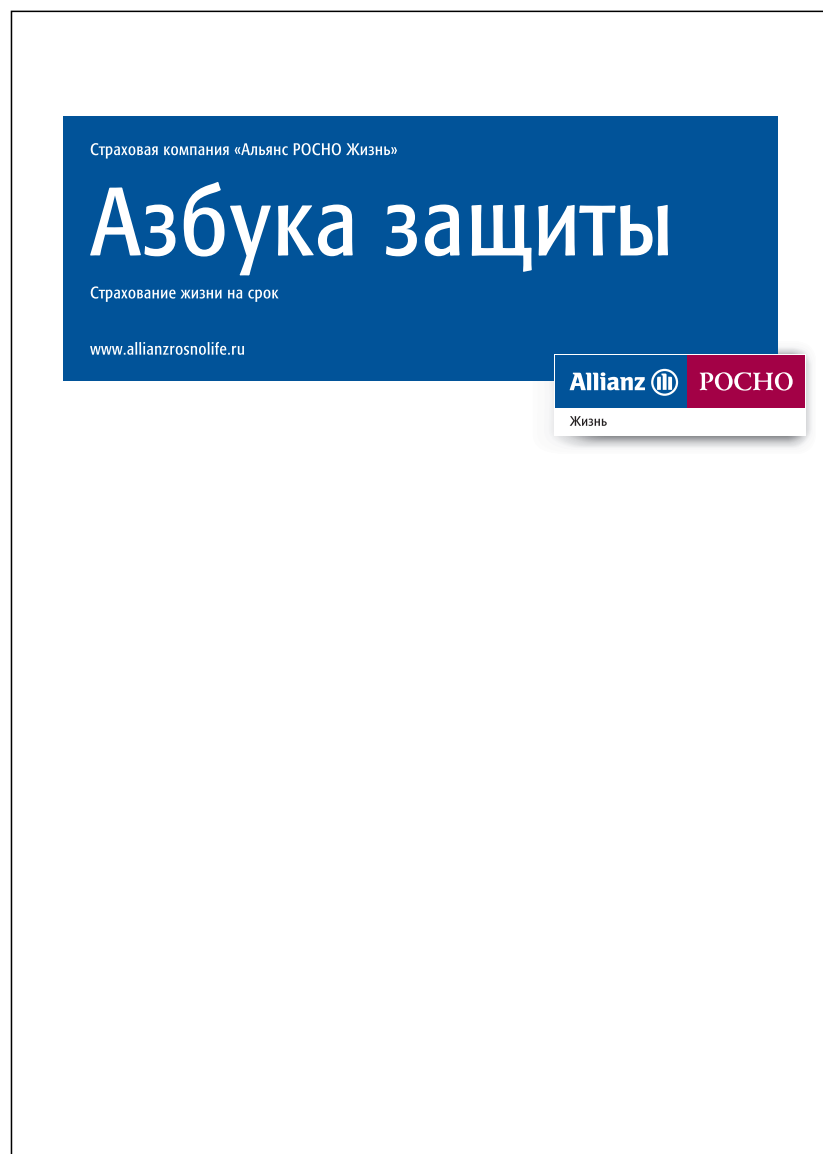 Страховая компания «Альянс РОСНО Жизнь»
Азбука защиты
Страхование жизни на срок
www.allianzrosnolife.ru
Allianz РОСНО
Жизнь